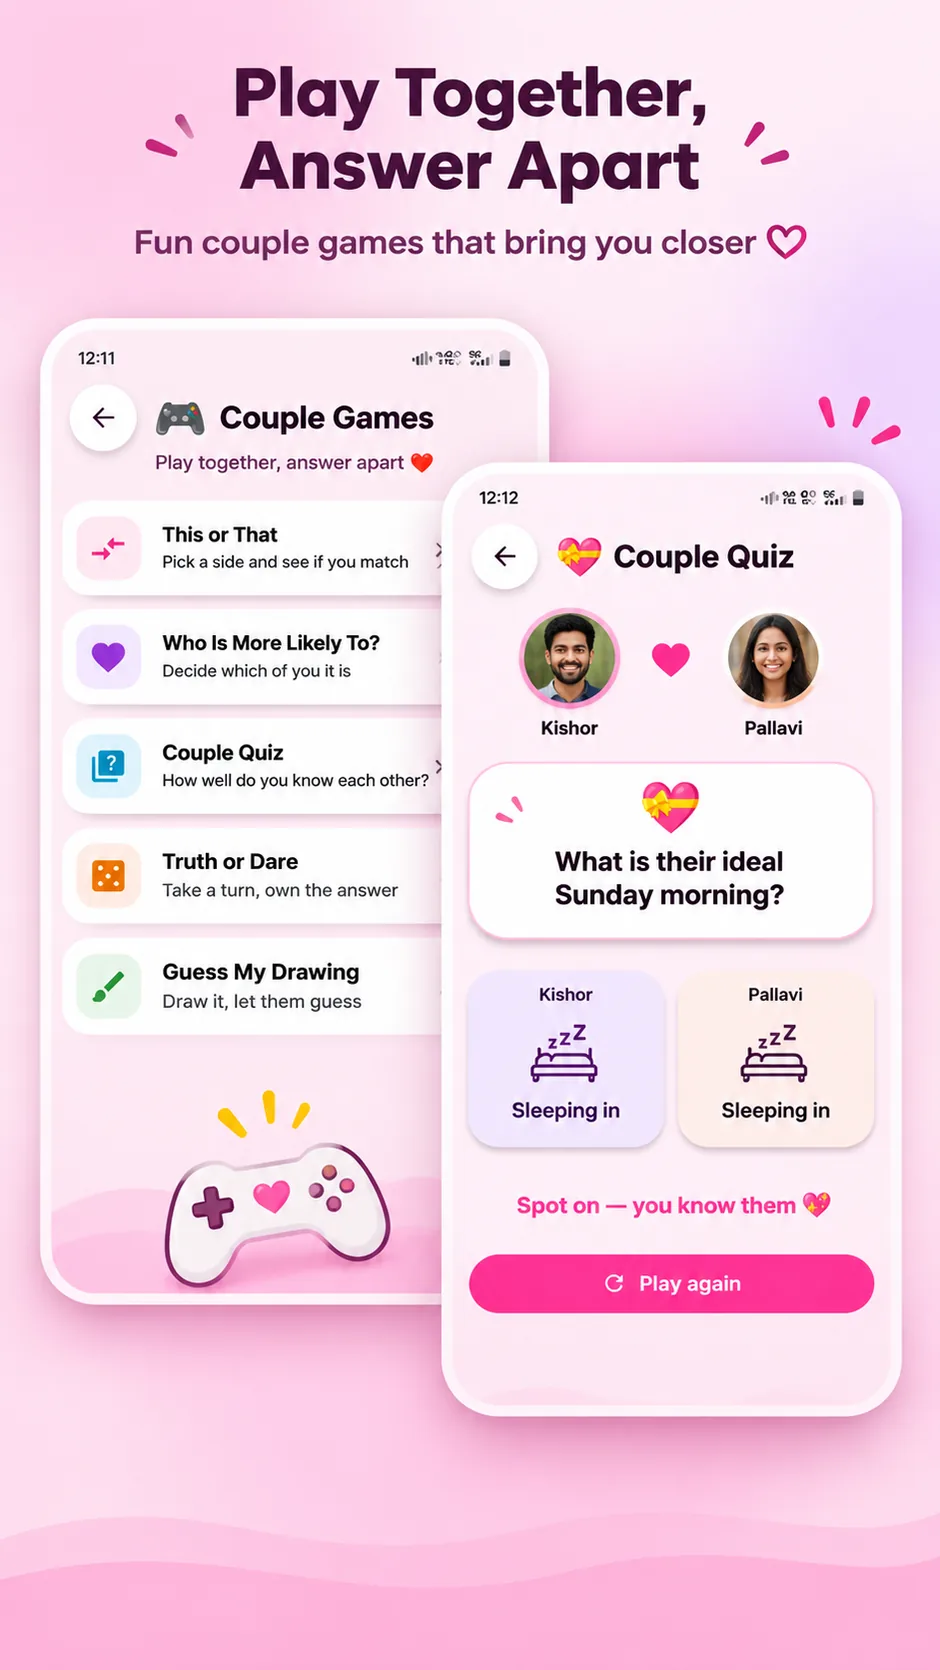 Play Together,
Answer Apart
Fun couple games that bring you closer
12:11
Couple Games
Play together, answer apart ❤️
This or That
Pick a side and see if you match
Who Is More Likely To?
Decide which of you it is
Couple Quiz
How well do you know each other?
Truth or Dare
Take a turn, own the answer
Guess My Drawing
Draw it, let them guess
12:12
Couple Quiz
Kishor
Pallavi
What is their ideal
Sunday morning?
Kishor
zzZ
Sleeping in
Pallavi
zzZ
Sleeping in
Spot on — you know them 💖
Play again